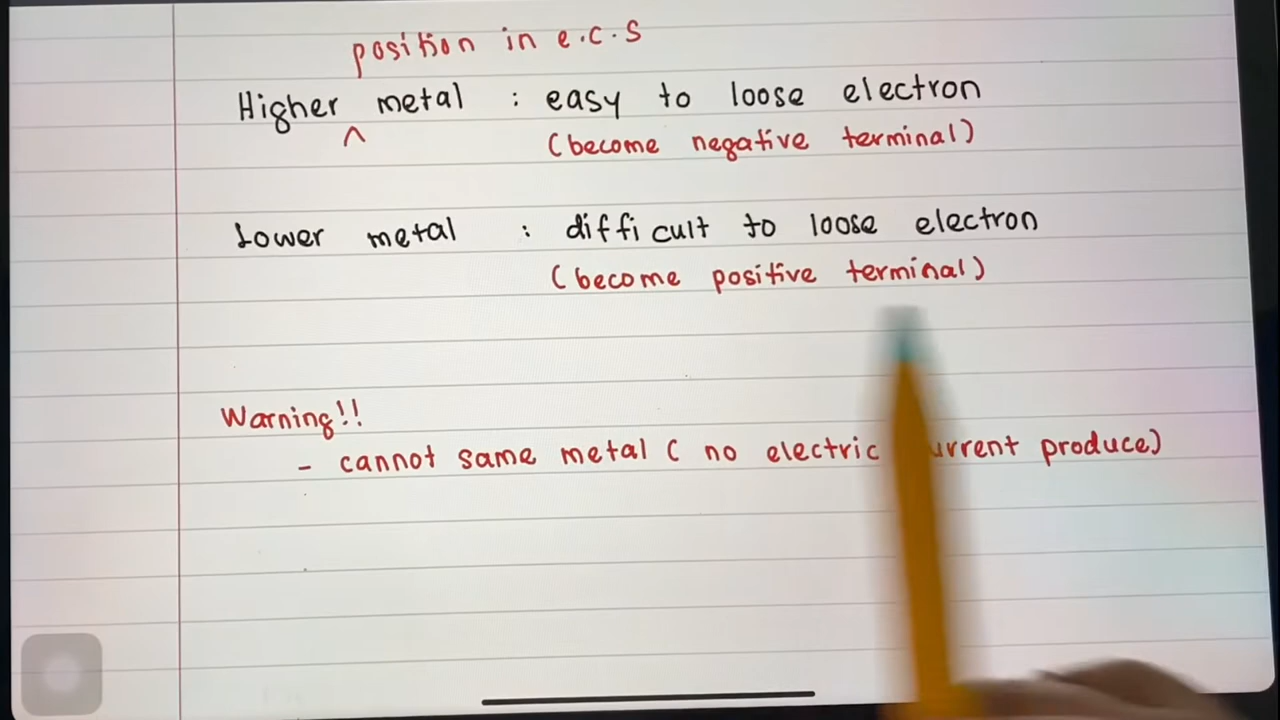 position in e.c.s
Higher ^ metal : easy to loose electron
(become negative terminal)
Lower metal : difficult to loose electron
(become positive terminal)
Warning!!
- cannot same metal ( no electric current produce)